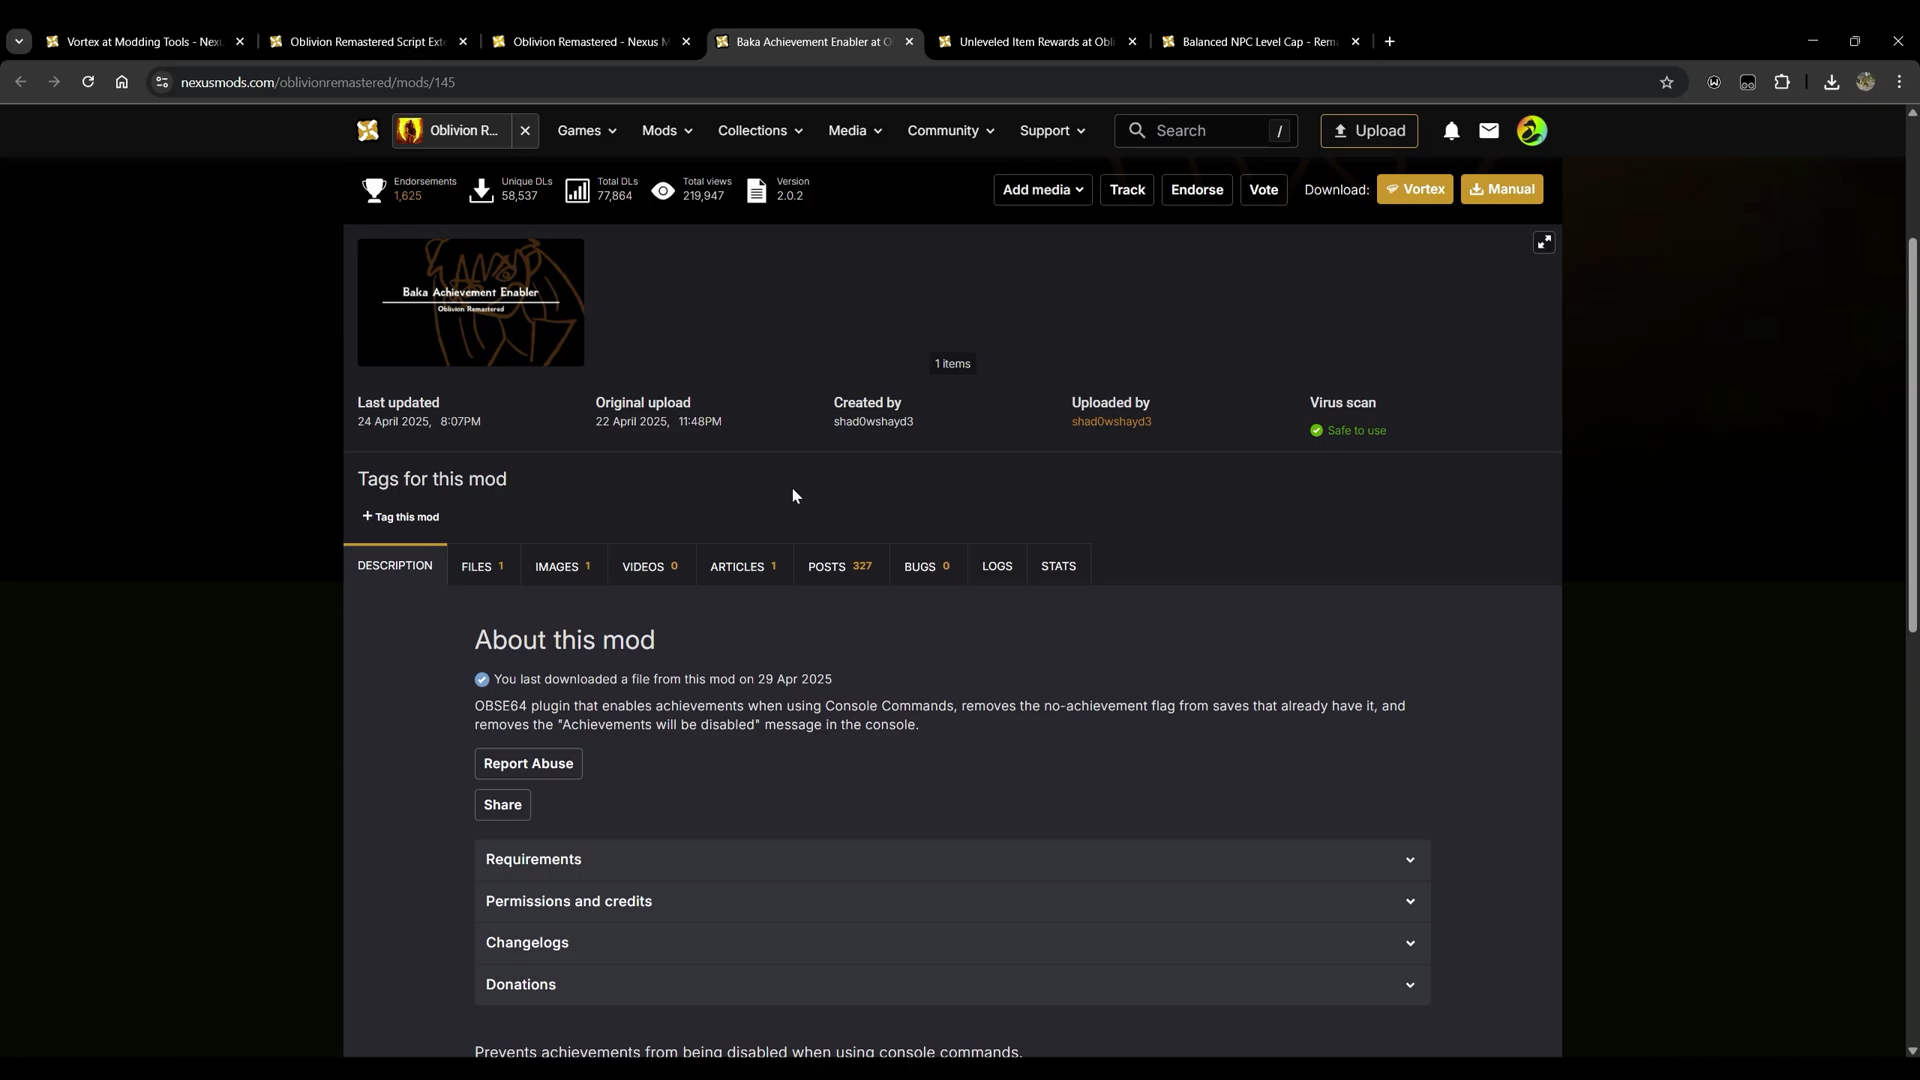 Vortex at Modding Tools - Nexu
Oblivion Remastered Script Exte
Oblivion Remastered - Nexus M
Baka Achievement Enabler at O
Unleveled Item Rewards at Obli
Balanced NPC Level Cap - Rema
nexusmods.com/oblivionremastered/mods/145
Oblivion R...
Games
Mods
Collections
Media
Community
Support
Search
/
Upload
Endorsements
1,625
Unique DLs
58,537
Total DLs
77,864
Total views
219,947
Version
2.0.2
Add media
Track
Endorse
Vote
Download:
Vortex
Manual
Baka Achievement Enabler
Oblivion Remastered
1 items
Last updated
24 April 2025, 8:07PM
Original upload
22 April 2025, 11:48PM
Created by
shad0wshayd3
Uploaded by
shad0wshayd3
Virus scan
Safe to use
Tags for this mod
+ Tag this mod
DESCRIPTION
FILES 1
IMAGES 1
VIDEOS 0
ARTICLES 1
POSTS 327
BUGS 0
LOGS
STATS
About this mod
You last downloaded a file from this mod on 29 Apr 2025
OBSE64 plugin that enables achievements when using Console Commands, removes the no-achievement flag from saves that already have it, and
removes the "Achievements will be disabled" message in the console.
Report Abuse
Share
Requirements
Permissions and credits
Changelogs
Donations
Prevents achievements from being disabled when using console commands.